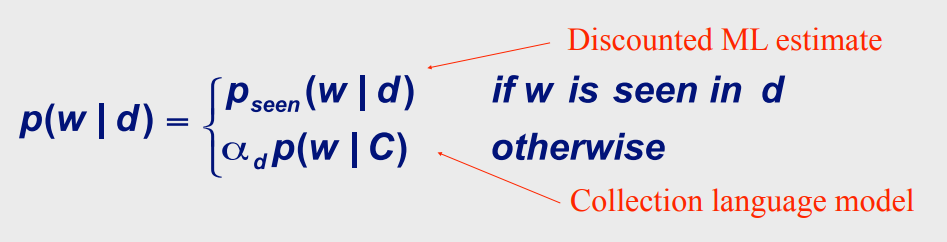 Discounted ML estimate
p(w | d) = { p_seen(w | d) if w is seen in d
α_d p(w | C) otherwise
Collection language model